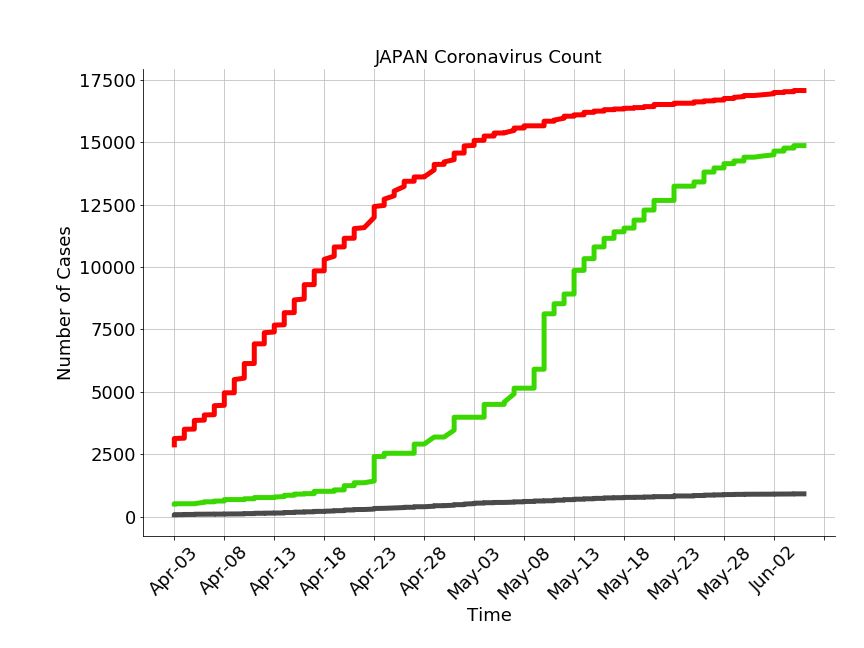 JAPAN Coronavirus Count
17500
15000
12500
10000
7500
5000
2500
0
Number of Cases
Apr-03
Apr-08
Apr-13
Apr-18
Apr-23
Apr-28
May-03
May-08
May-13
May-18
May-23
May-28
Jun-02
Time